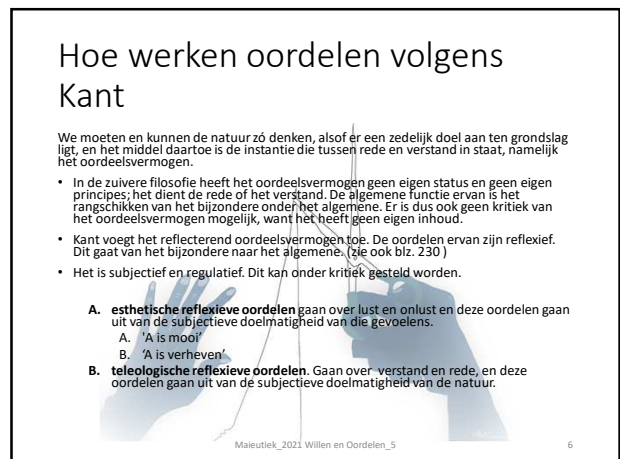 Hoe werken oordelen volgens
Kant
We moeten en kunnen de natuur zó denken, alsof er een zedelijk doel aan ten grondslag
ligt, en het middel daartoe is de instantie die tussen rede en verstand in staat, namelijk
het oordeelsvermogen.
• In de zuivere filosofie heeft het oordeelsvermogen geen eigen status en geen eigen
principes; het dient de rede of het verstand. De algemene functie ervan is het
rangschikken van het bijzondere onder het algemene. Er is dus ook geen kritiek van
het oordeelsvermogen mogelijk, want het heeft geen eigen inhoud.
• Kant voegt het reflecterend oordeelsvermogen toe. De oordelen ervan zijn reflexief.
Dit gaat van het bijzondere naar het algemene. (zie ook blz. 230 )
• Het is subjectief en regulatief. Dit kan onder kritiek gesteld worden.
A. esthetische reflexieve oordelen gaan over lust en onlust en deze oordelen gaan
uit van de subjectieve doelmatigheid van die gevoelens.
A. 'A is mooi'
B. 'A is verheven'
B. teleologische reflexieve oordelen. Gaan over verstand en rede, en deze
oordelen gaan uit van de subjectieve doelmatigheid van de natuur.
Maieutiek_2021 Willen en Oordelen_5
6